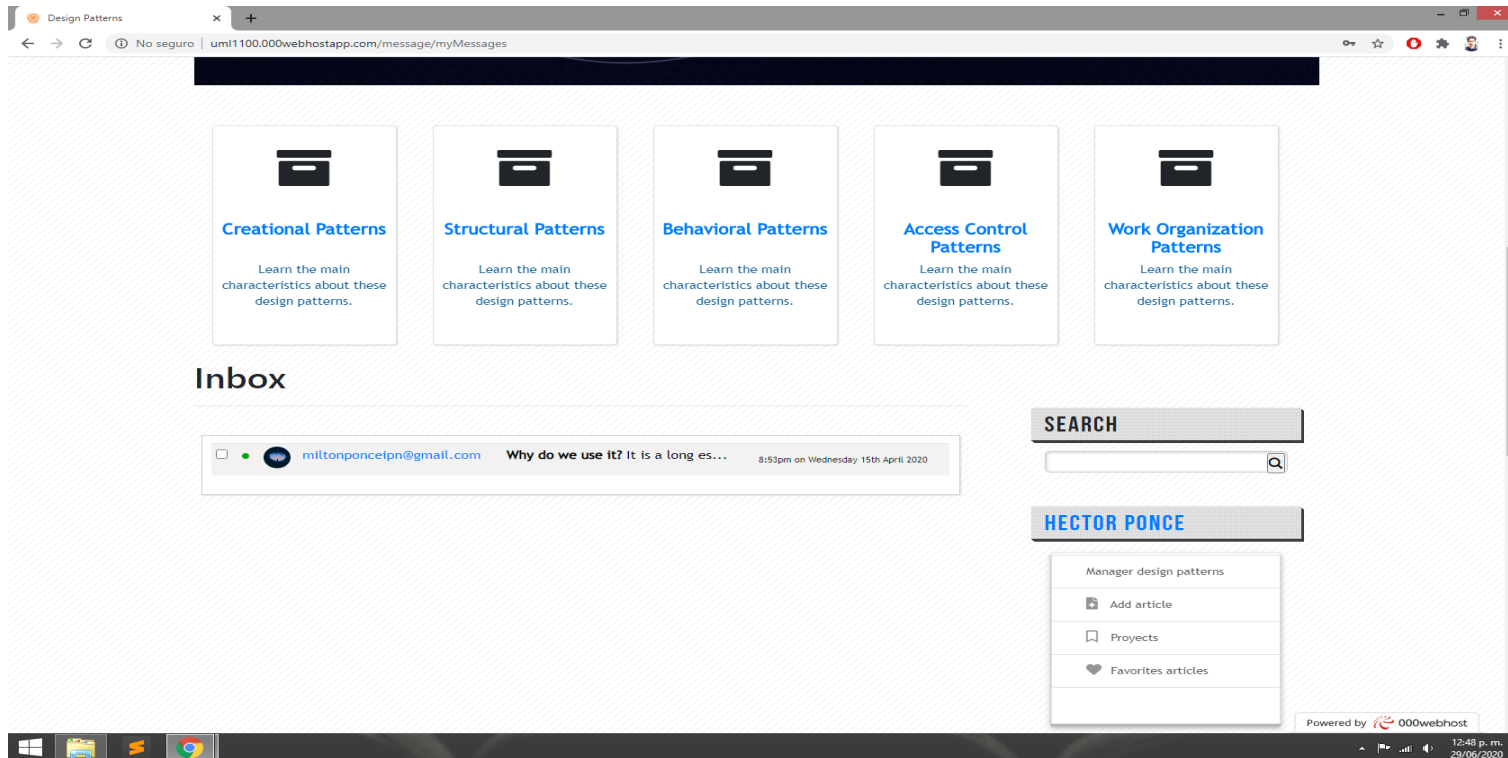 Design Patterns
No seguro
uml1100.000webhostapp.com/message/myMessages
Creational Patterns
Learn the main
characteristics about these
design patterns.
Structural Patterns
Learn the main
characteristics about these
design patterns.
Behavioral Patterns
Learn the main
characteristics about these
design patterns.
Access Control
Patterns
Learn the main
characteristics about these
design patterns.
Work Organization
Patterns
Learn the main
characteristics about these
design patterns.
Inbox
miltonponceipn@gmail.com Why do we use it? It is a long es... 8:53pm on Wednesday 15th April 2020
SEARCH
HECTOR PONCE
Manager design patterns
Add article
Proyects
Favorites articles
Powered by 000webhost
12:48 p. m.
29/06/2020